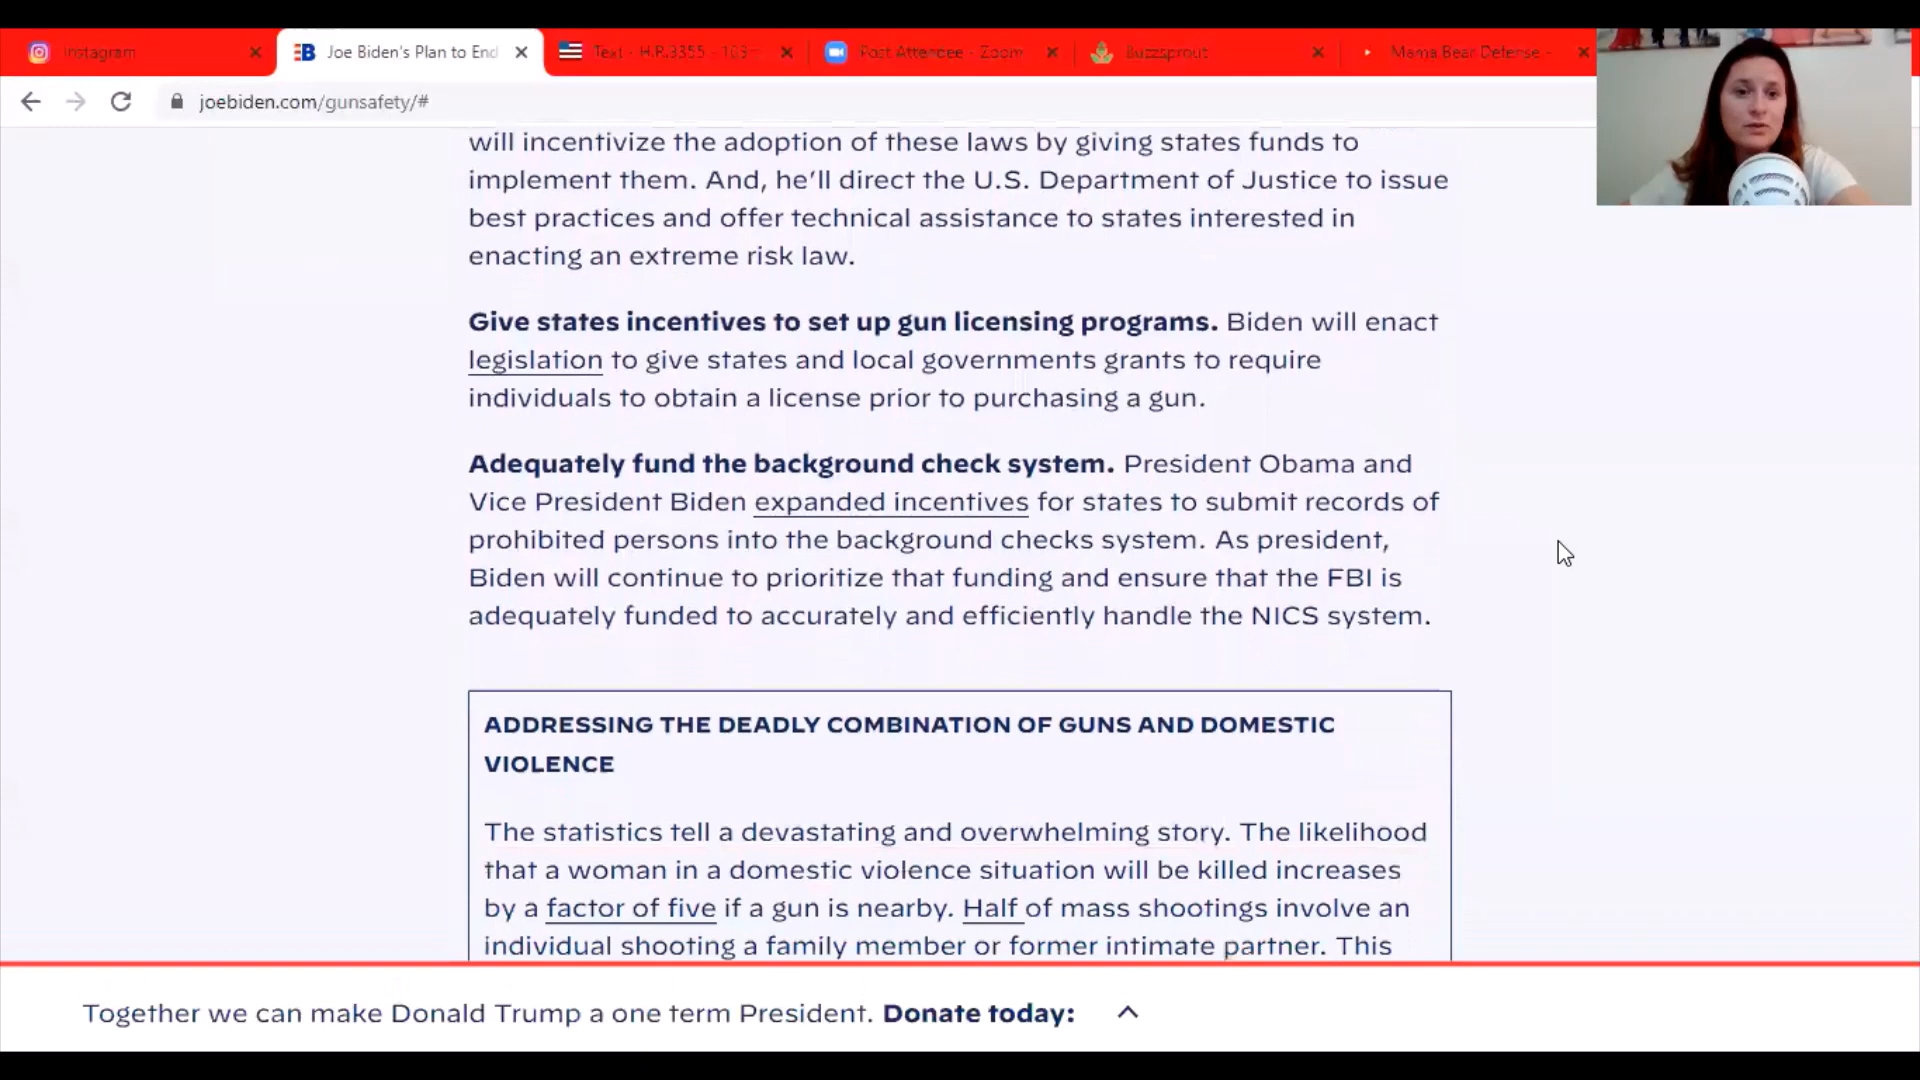 Instagram
Joe Biden's Plan to End
Text - H.R.3355 - 103
Post Attendee - Zoom
Buzzsprout
Mama Bear Defense -
joebiden.com/gunsafety/#
will incentivize the adoption of these laws by giving states funds to
implement them. And, he'll direct the U.S. Department of Justice to issue
best practices and offer technical assistance to states interested in
enacting an extreme risk law.
Give states incentives to set up gun licensing programs. Biden will enact
legislation to give states and local governments grants to require
individuals to obtain a license prior to purchasing a gun.
Adequately fund the background check system. President Obama and
Vice President Biden expanded incentives for states to submit records of
prohibited persons into the background checks system. As president,
Biden will continue to prioritize that funding and ensure that the FBI is
adequately funded to accurately and efficiently handle the NICS system.
ADDRESSING THE DEADLY COMBINATION OF GUNS AND DOMESTIC
VIOLENCE
The statistics tell a devastating and overwhelming story. The likelihood
that a woman in a domestic violence situation will be killed increases
by a factor of five if a gun is nearby. Half of mass shootings involve an
individual shooting a family member or former intimate partner. This
Together we can make Donald Trump a one term President. Donate today: